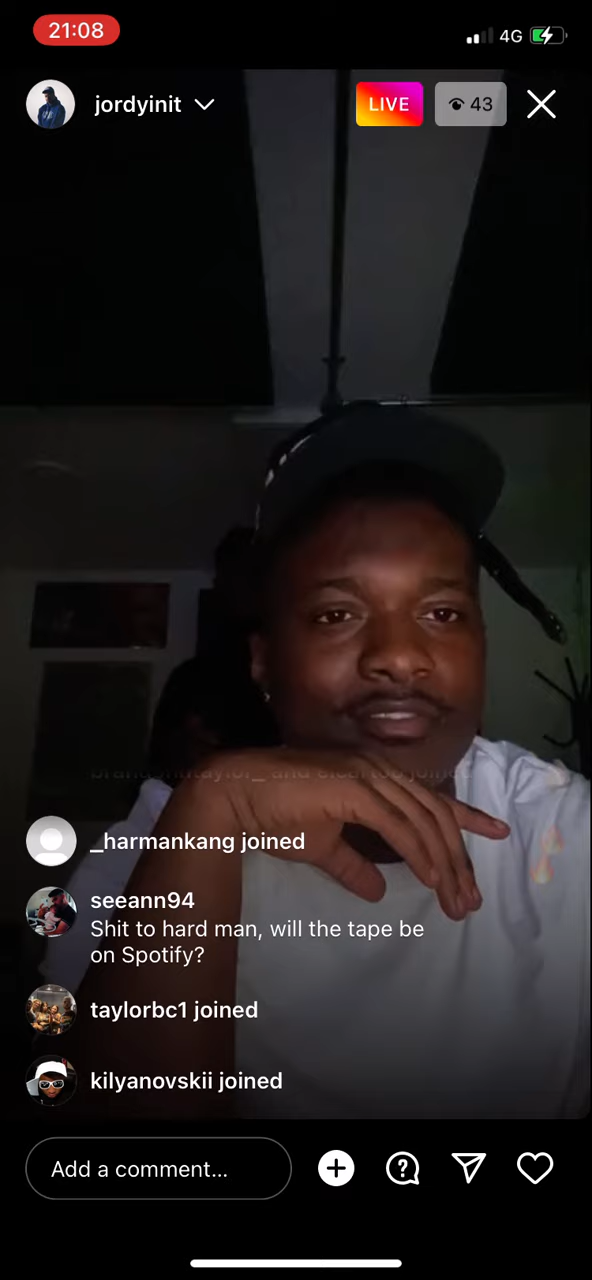 21:08
4G
jordyinit
LIVE
43
_harmankang joined
seeann94
Shit to hard man, will the tape be
on Spotify?
taylorbc1 joined
kilyanovskii joined
Add a comment...